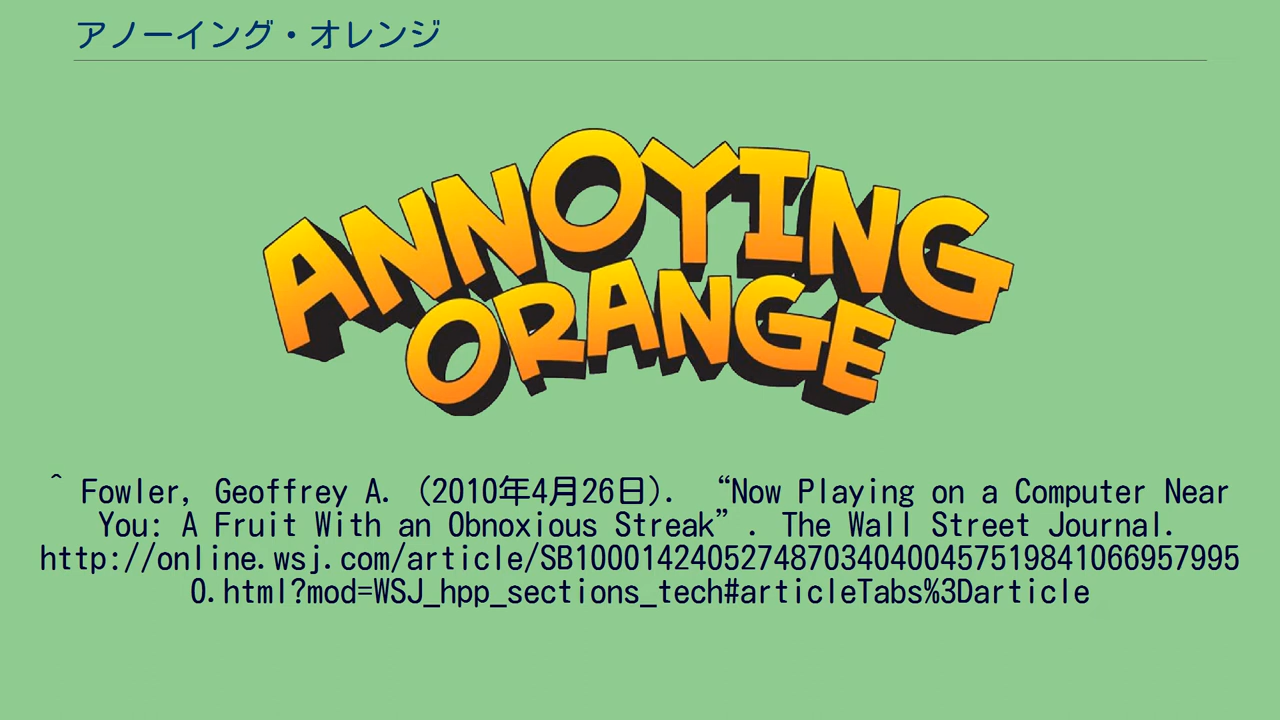 アノーイング・オレンジ
ANNOYING
ORANGE
^ Fowler, Geoffrey A. (2010年4月26日). “Now Playing on a Computer Near
You: A Fruit With an Obnoxious Streak”. The Wall Street Journal.
http://online.wsj.com/article/SB1000142405274870340400457519841066957995
0.html?mod=WSJ_hpp_sections_tech#articleTabs%3Darticle